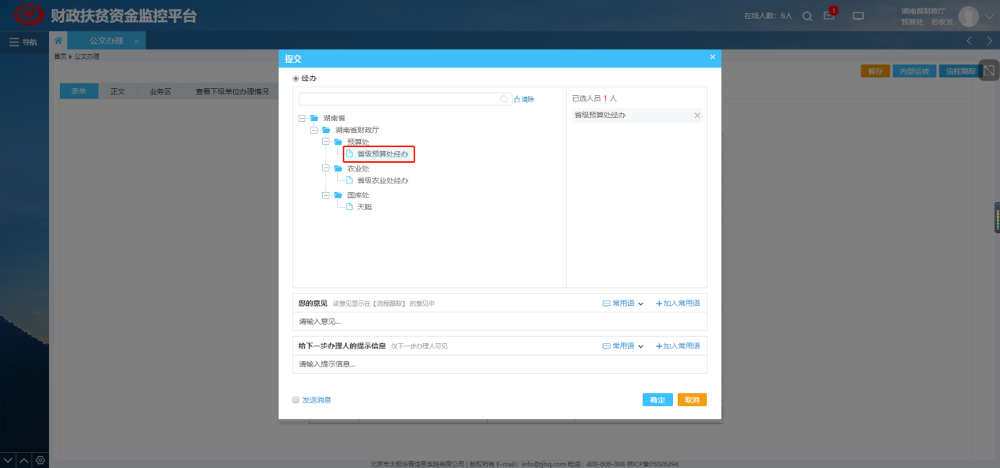 财政扶贫资金监控平台
在线人数：6人
1
湖南省财政厅
预算处 总收发
导航
公文办理 ×
首页 公文办理
暂存 内部运转 流程跟踪
表单 正文 业务区 查看下级单位办理情况
提交
经办
清除
湖南省
湖南省财政厅
预算处
省级预算处经办
农业处
省级农业处经办
国库处
天聪
已选人员 1 人
省级预算处经办
您的意见 该意见显示在【流程跟踪】的意见中 常用语 +加入常用语
请输入意见...
给下一步办理人的提示信息 仅下一步办理人可见 常用语 +加入常用语
请输入提示信息...
发送消息
确定 取消
北京市太极华青信息系统有限公司 | 版权所有 E-mail：info@tjhq.com 电话：400-606-008 京ICP备05026294